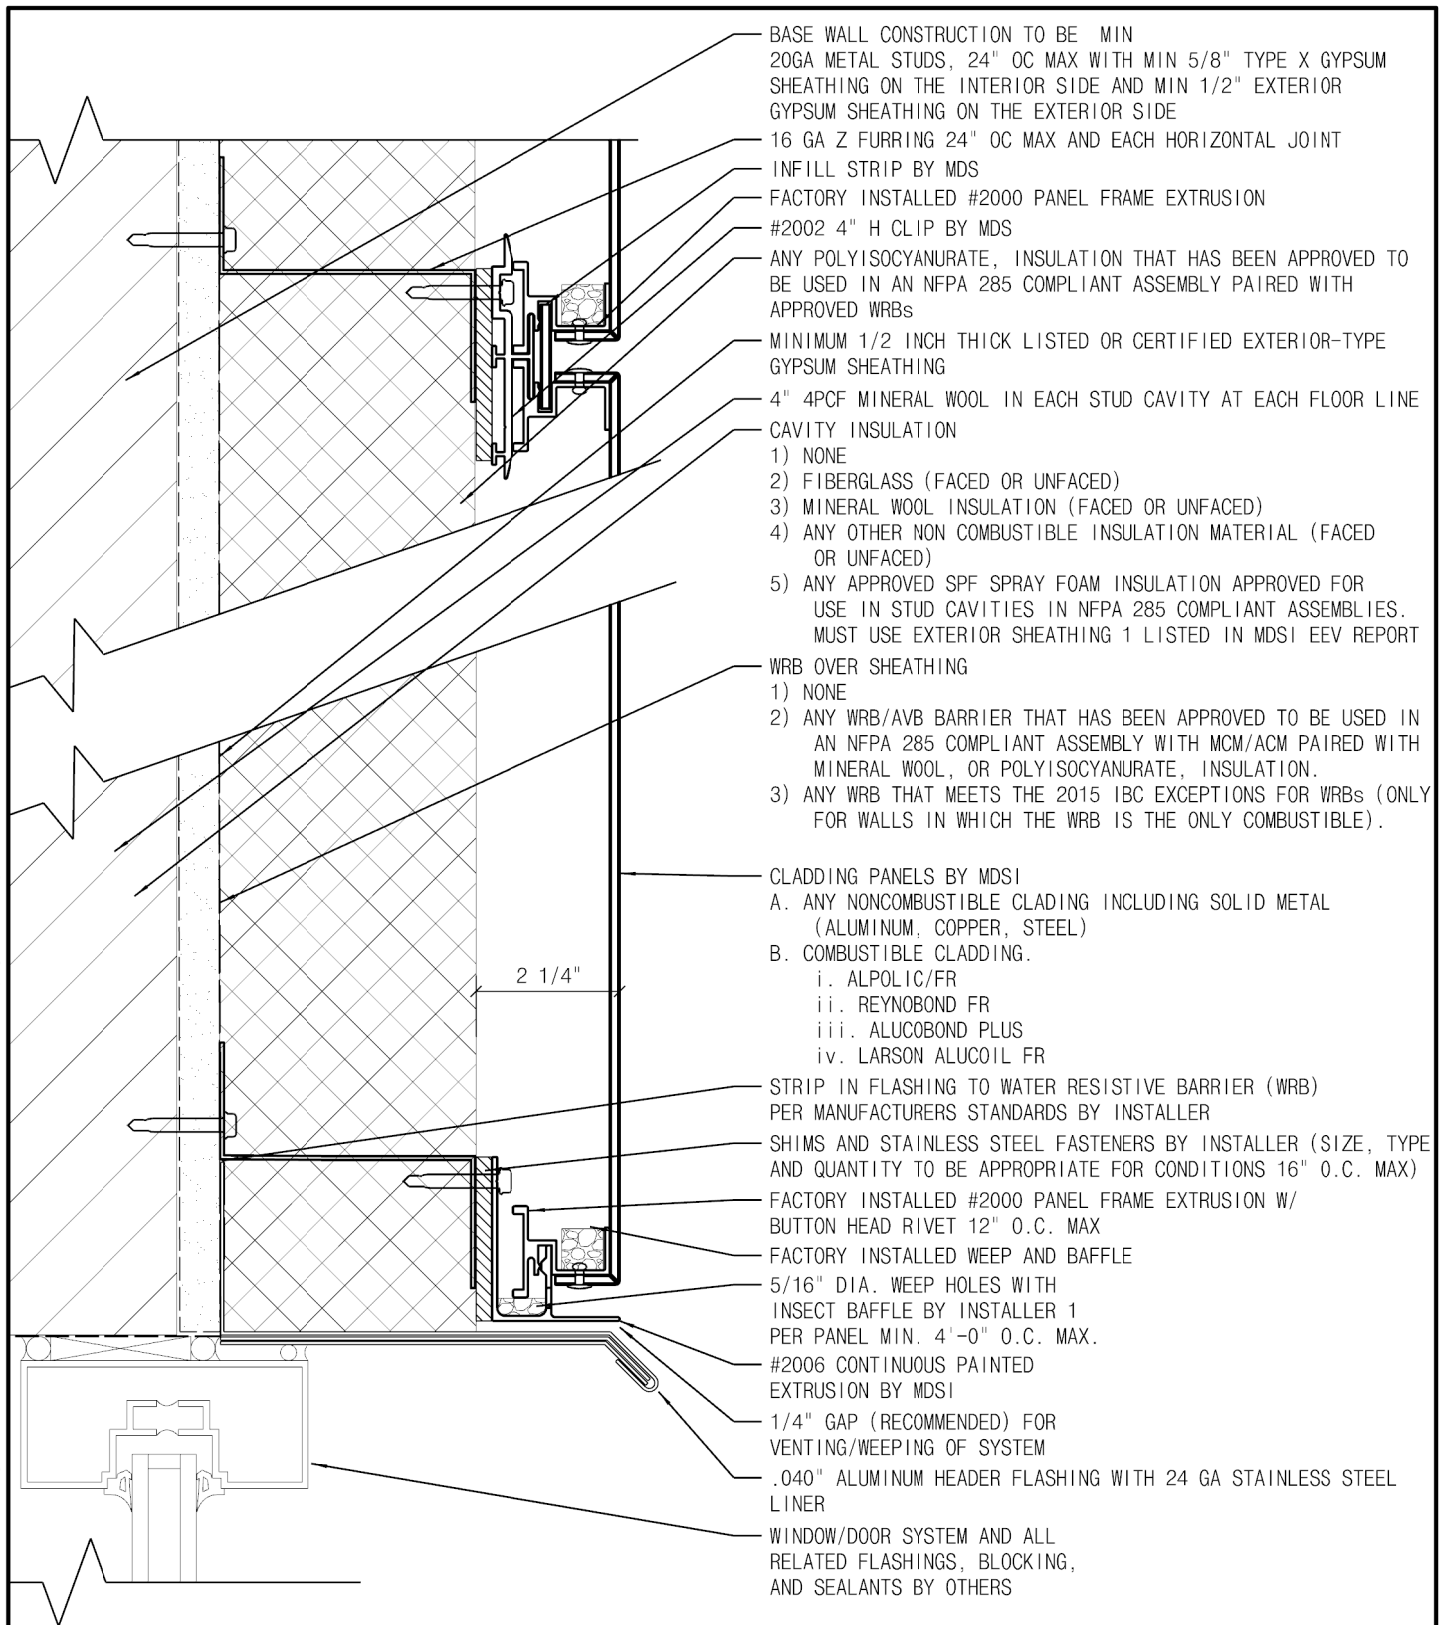 BASE WALL CONSTRUCTION TO BE MIN
20GA METAL STUDS, 24" OC MAX WITH MIN 5/8" TYPE X GYPSUM
SHEATHING ON THE INTERIOR SIDE AND MIN 1/2" EXTERIOR
GYPSUM SHEATHING ON THE EXTERIOR SIDE
16 GA Z FURRING 24" OC MAX AND EACH HORIZONTAL JOINT
INFILL STRIP BY MDS
FACTORY INSTALLED #2000 PANEL FRAME EXTRUSION
#2002 4" H CLIP BY MDS
ANY POLYISOCYANURATE, INSULATION THAT HAS BEEN APPROVED TO
BE USED IN AN NFPA 285 COMPLIANT ASSEMBLY PAIRED WITH
APPROVED WRBs
MINIMUM 1/2 INCH THICK LISTED OR CERTIFIED EXTERIOR-TYPE
GYPSUM SHEATHING
4" 4PCF MINERAL WOOL IN EACH STUD CAVITY AT EACH FLOOR LINE
CAVITY INSULATION
1) NONE
2) FIBERGLASS (FACED OR UNFACED)
3) MINERAL WOOL INSULATION (FACED OR UNFACED)
4) ANY OTHER NON COMBUSTIBLE INSULATION MATERIAL (FACED
OR UNFACED)
5) ANY APPROVED SPF SPRAY FOAM INSULATION APPROVED FOR
USE IN STUD CAVITIES IN NFPA 285 COMPLIANT ASSEMBLIES.
MUST USE EXTERIOR SHEATHING 1 LISTED IN MDSI EEV REPORT
WRB OVER SHEATHING
1) NONE
2) ANY WRB/AVB BARRIER THAT HAS BEEN APPROVED TO BE USED IN
AN NFPA 285 COMPLIANT ASSEMBLY WITH MCM/ACM PAIRED WITH
MINERAL WOOL, OR POLYISOCYANURATE, INSULATION.
3) ANY WRB THAT MEETS THE 2015 IBC EXCEPTIONS FOR WRBs (ONLY
FOR WALLS IN WHICH THE WRB IS THE ONLY COMBUSTIBLE).
CLADDING PANELS BY MDSI
A. ANY NONCOMBUSTIBLE CLADING INCLUDING SOLID METAL
(ALUMINUM, COPPER, STEEL)
B. COMBUSTIBLE CLADDING.
i. ALPOLIC/FR
ii. REYNOBOND FR
iii. ALUCOBOND PLUS
iv. LARSON ALUCOIL FR
2 1/4"
STRIP IN FLASHING TO WATER RESISTIVE BARRIER (WRB)
PER MANUFACTURERS STANDARDS BY INSTALLER
SHIMS AND STAINLESS STEEL FASTENERS BY INSTALLER (SIZE, TYPE
AND QUANTITY TO BE APPROPRIATE FOR CONDITIONS 16" O.C. MAX)
FACTORY INSTALLED #2000 PANEL FRAME EXTRUSION W/
BUTTON HEAD RIVET 12" O.C. MAX
FACTORY INSTALLED WEEP AND BAFFLE
5/16" DIA. WEEP HOLES WITH
INSECT BAFFLE BY INSTALLER 1
PER PANEL MIN. 4'-0" O.C. MAX.
#2006 CONTINUOUS PAINTED
EXTRUSION BY MDSI
1/4" GAP (RECOMMENDED) FOR
VENTING/WEEPING OF SYSTEM
.040" ALUMINUM HEADER FLASHING WITH 24 GA STAINLESS STEEL
LINER
WINDOW/DOOR SYSTEM AND ALL
RELATED FLASHINGS, BLOCKING,
AND SEALANTS BY OTHERS